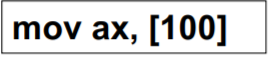 mov ax, [100]